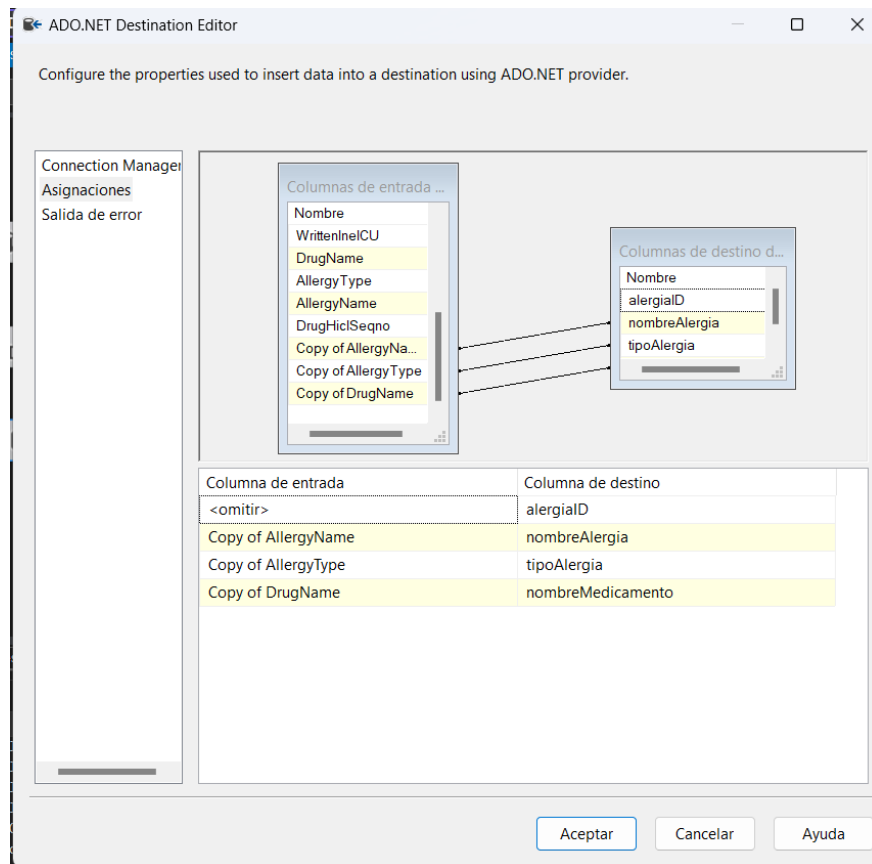 ADO.NET Destination Editor
Configure the properties used to insert data into a destination using ADO.NET provider.
Connection Manager
Asignaciones
Salida de error
Columnas de entrada ...
Nombre
WrittenIneICU
DrugName
AllergyType
AllergyName
DrugHiclSeqno
Copy of AllergyNa...
Copy of AllergyType
Copy of DrugName
Columnas de destino d...
Nombre
alergiaID
nombreAlergia
tipoAlergia
Columna de entrada Columna de destino
<omitir> alergiaID
Copy of AllergyName nombreAlergia
Copy of AllergyType tipoAlergia
Copy of DrugName nombreMedicamento
Aceptar Cancelar Ayuda